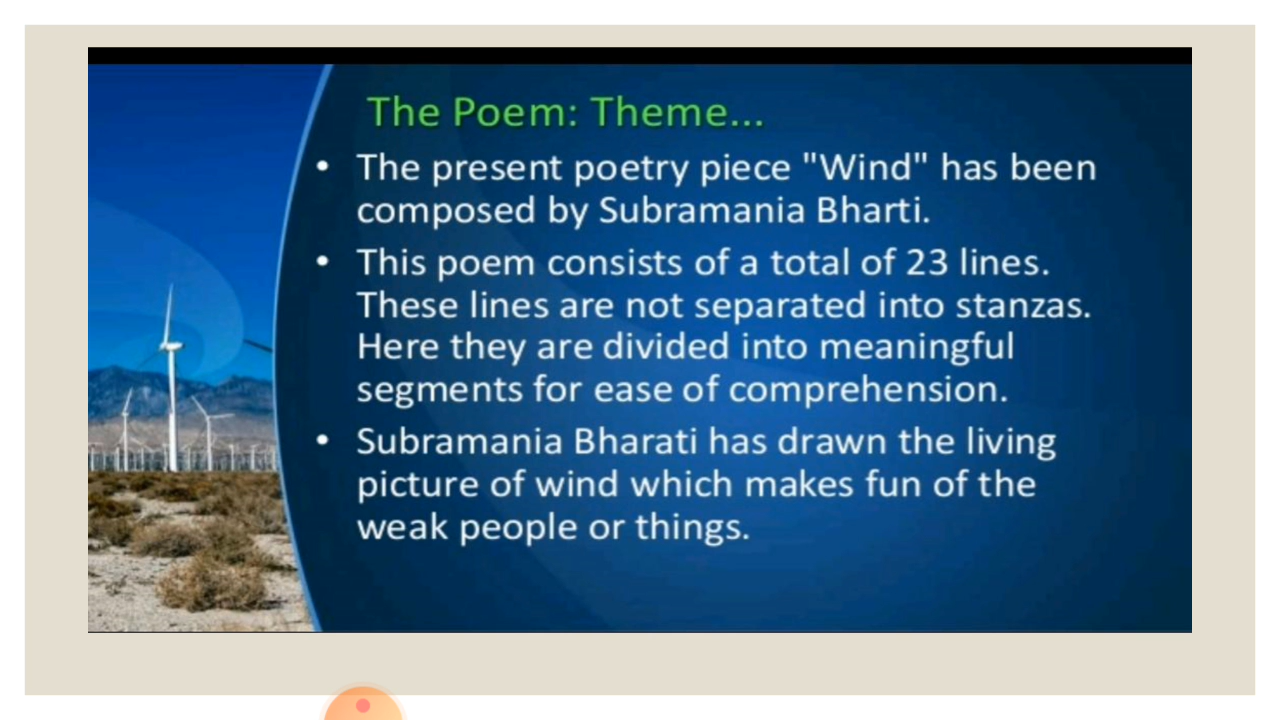 The Poem: Theme...
• The present poetry piece "Wind" has been
composed by Subramania Bharti.
• This poem consists of a total of 23 lines.
These lines are not separated into stanzas.
Here they are divided into meaningful
segments for ease of comprehension.
• Subramania Bharati has drawn the living
picture of wind which makes fun of the
weak people or things.